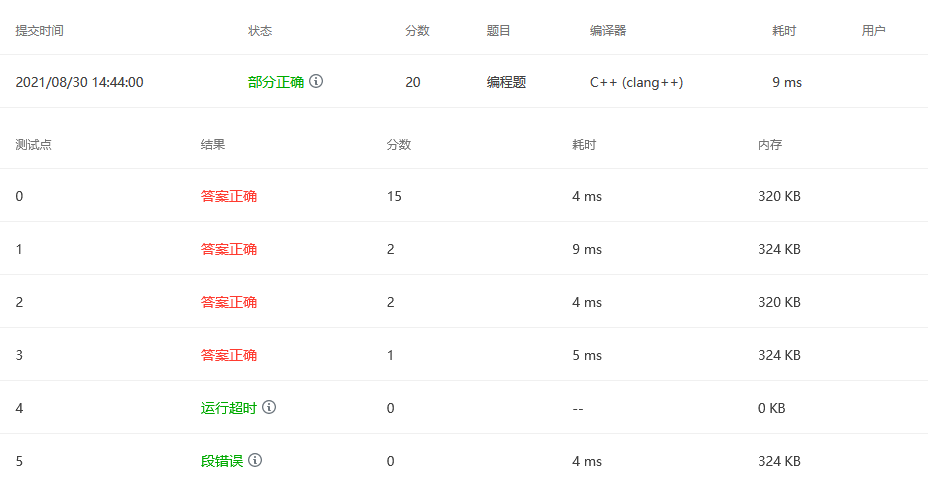 提交时间 状态 分数 题目 编译器 耗时 用户
2021/08/30 14:44:00 部分正确 20 编程题 C++ (clang++) 9 ms
测试点 结果 分数 耗时 内存
0 答案正确 15 4 ms 320 KB
1 答案正确 2 9 ms 324 KB
2 答案正确 2 4 ms 320 KB
3 答案正确 1 5 ms 324 KB
4 运行超时 0 -- 0 KB
5 段错误 0 4 ms 324 KB